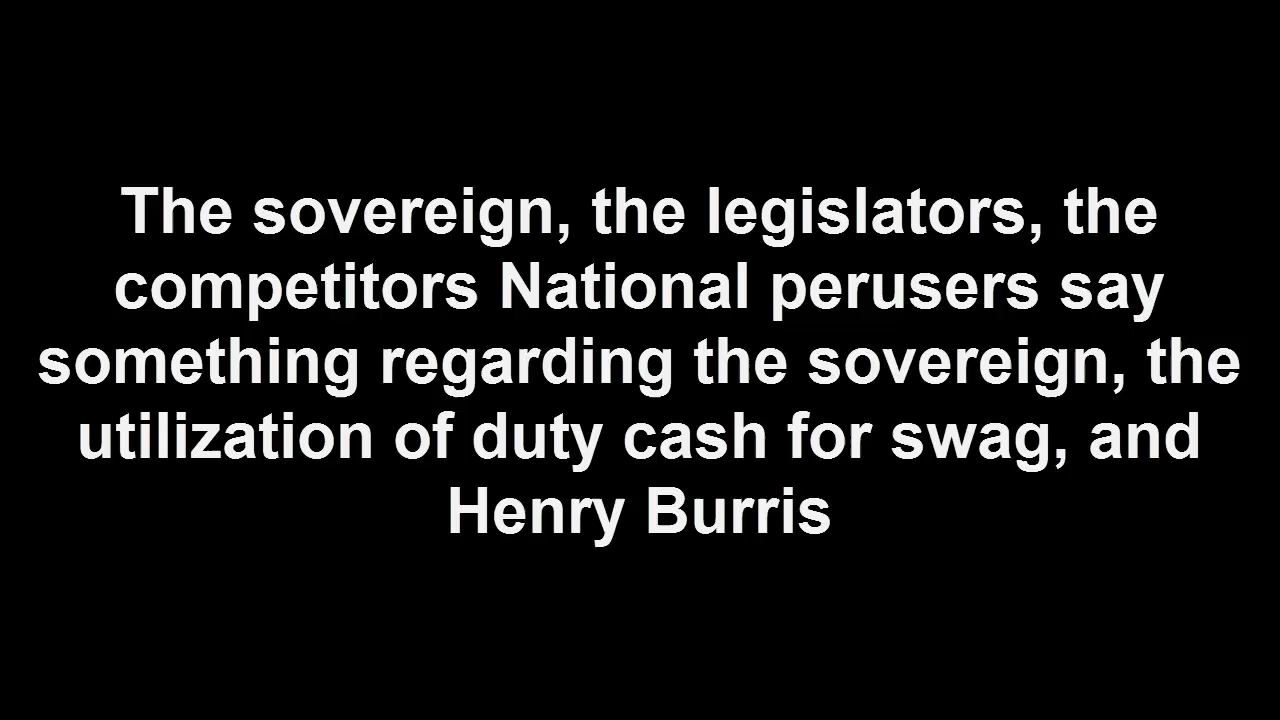 The sovereign, the legislators, the
competitors National perusers say
something regarding the sovereign, the
utilization of duty cash for swag, and
Henry Burris